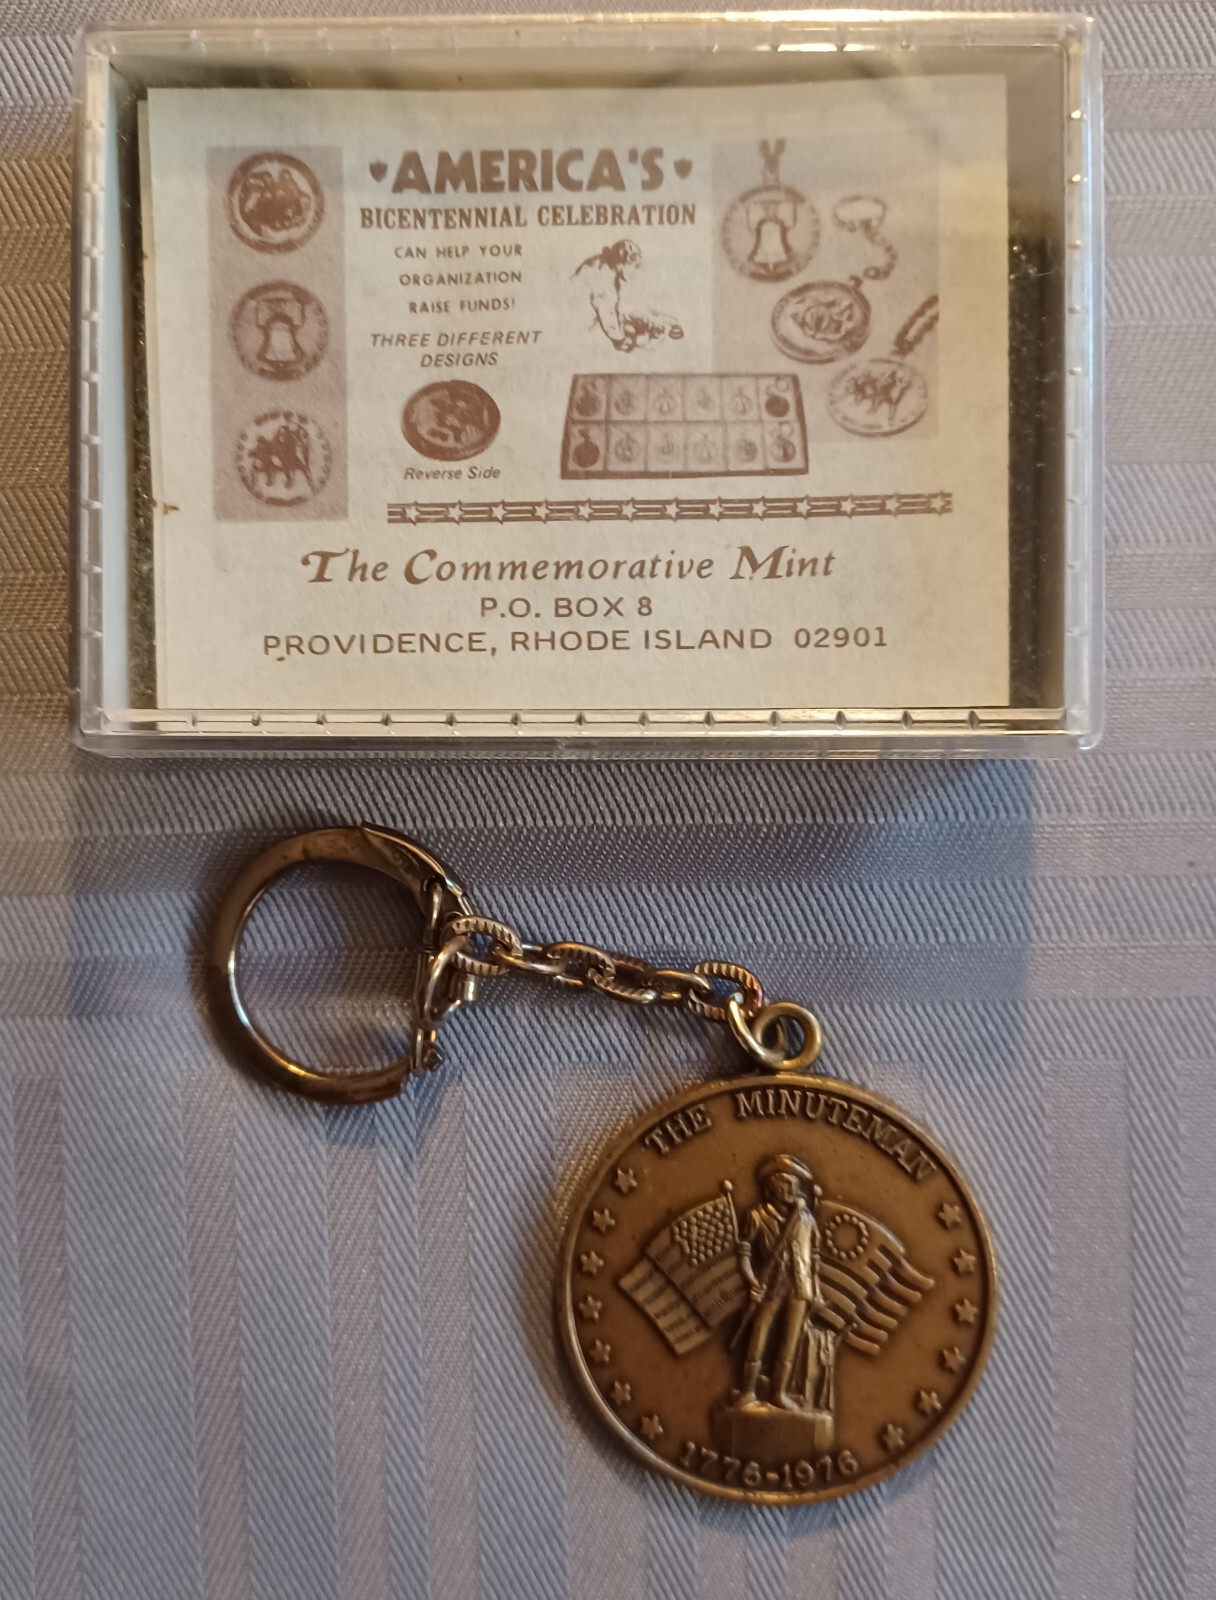 AMERICA'S
BICENTENNIAL CELEBRATION
CAN HELP YOUR
ORGANIZATION
RAISE FUNDS!
THREE DIFFERENT
DESIGNS
Reverse Side
The Commemorative Mint
P.O. BOX 8
PROVIDENCE, RHODE ISLAND 02901
THE MINUTEMAN
1776-1976